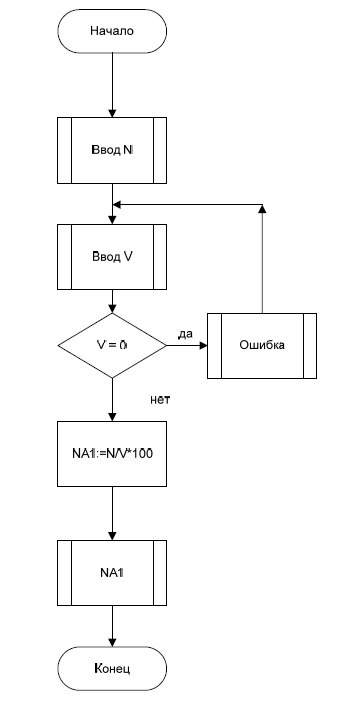 Начало
Ввод N
Ввод V
V = 0
да
Ошибка
нет
NA1:=N/V*100
NA1
Конец